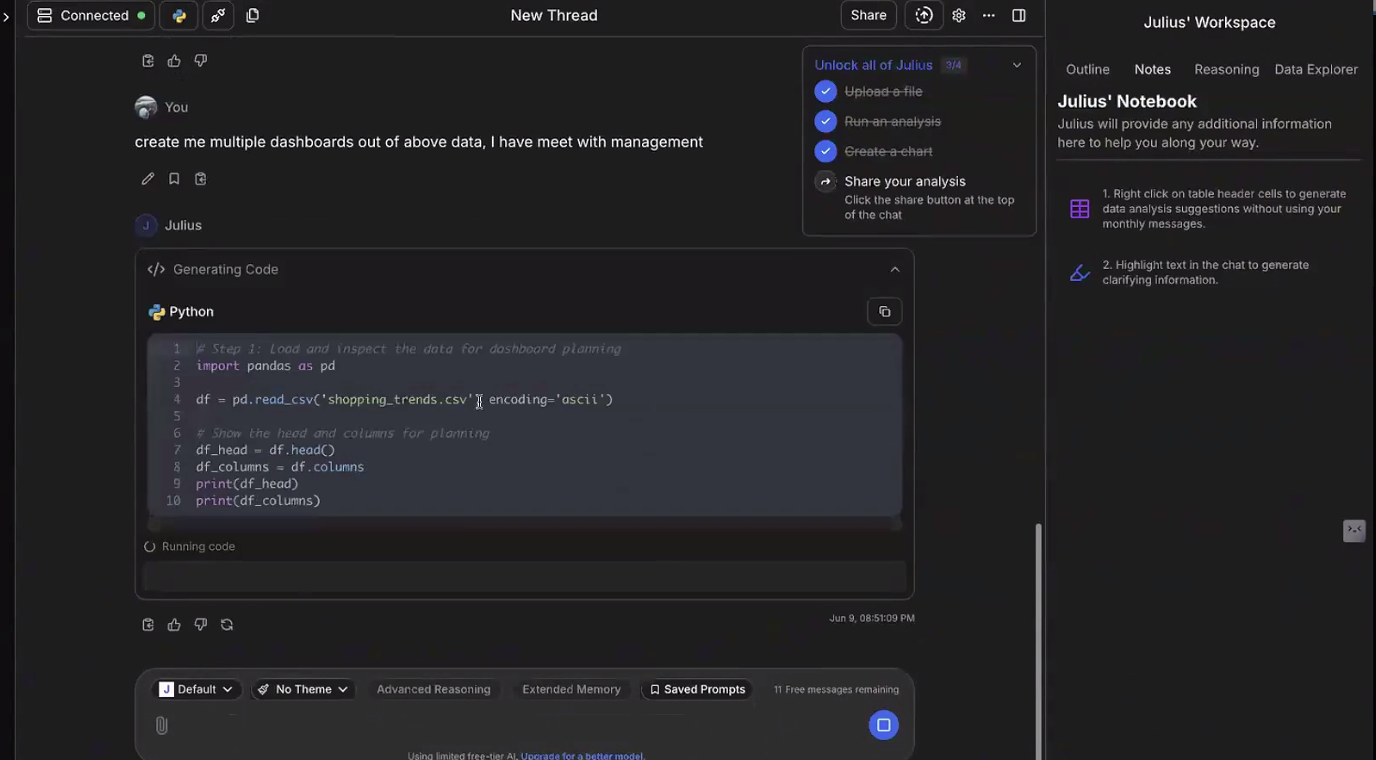 Connected
New Thread
Share
Unlock all of Julius 3/4
Upload a file
Run an analysis
Create a chart
Share your analysis
Click the share button at the top
of the chat
You
create me multiple dashboards out of above data, I have meet with management
J Julius
</> Generating Code
Python
1 # Step 1: Load and inspect the data for dashboard planning
2 import pandas as pd
3
4 df = pd.read_csv('shopping_trends.csv', encoding='ascii')
5
6 # Show the head and columns for planning
7 df_head = df.head()
8 df_columns = df.columns
9 print(df_head)
10 print(df_columns)
Running code
Jun 9, 08:51:09 PM
J Default
No Theme
Advanced Reasoning
Extended Memory
Saved Prompts
11 Free messages remaining
Using limited free-tier AI. Upgrade for a better model.
Julius' Workspace
Outline Notes Reasoning Data Explorer
Julius' Notebook
Julius will provide any additional information
here to help you along your way.
1. Right click on table header cells to generate
data analysis suggestions without using your
monthly messages.
2. Highlight text in the chat to generate
clarifying information.